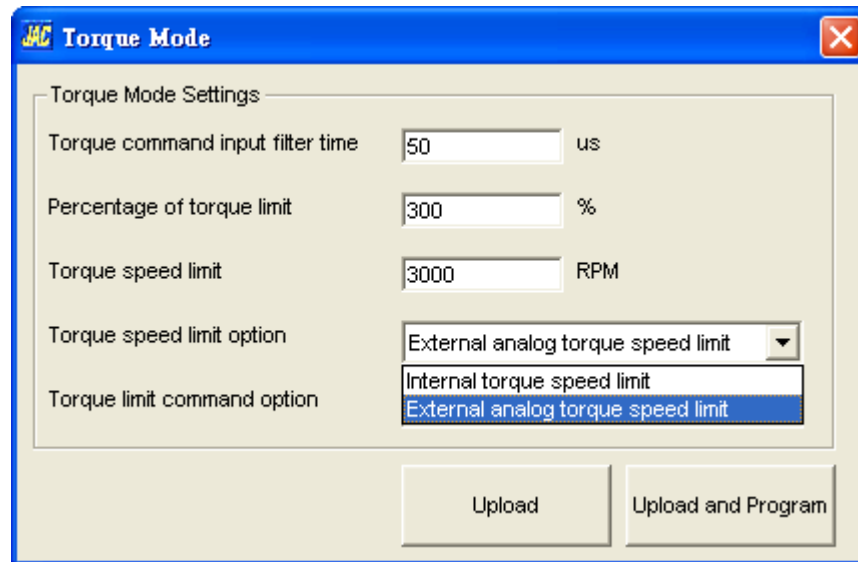 JAC Torque Mode
Torque Mode Settings
Torque command input filter time 50 us
Percentage of torque limit 300 %
Torque speed limit 3000 RPM
Torque speed limit option External analog torque speed limit
Internal torque speed limit
Torque limit command option External analog torque speed limit
Upload Upload and Program